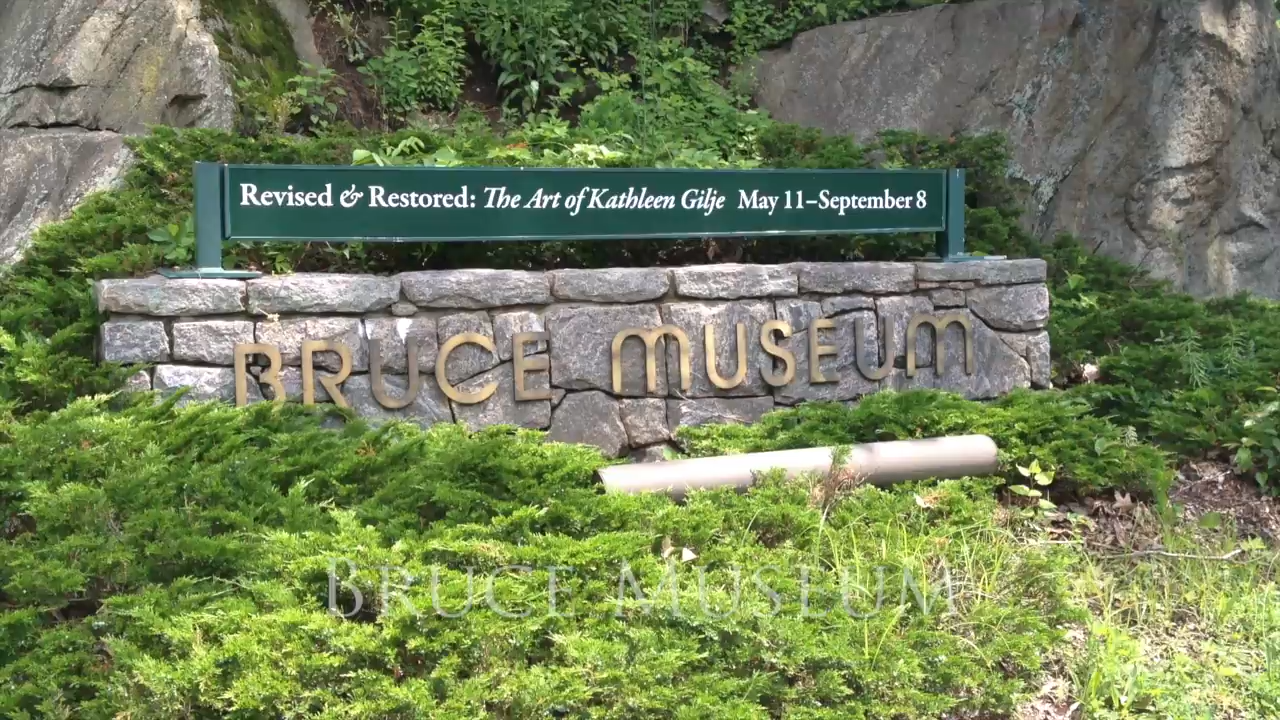 Revised & Restored: The Art of Kathleen Gilje May 11–September 8
BRUCE MUSEUM
BRUCE MUSEUM